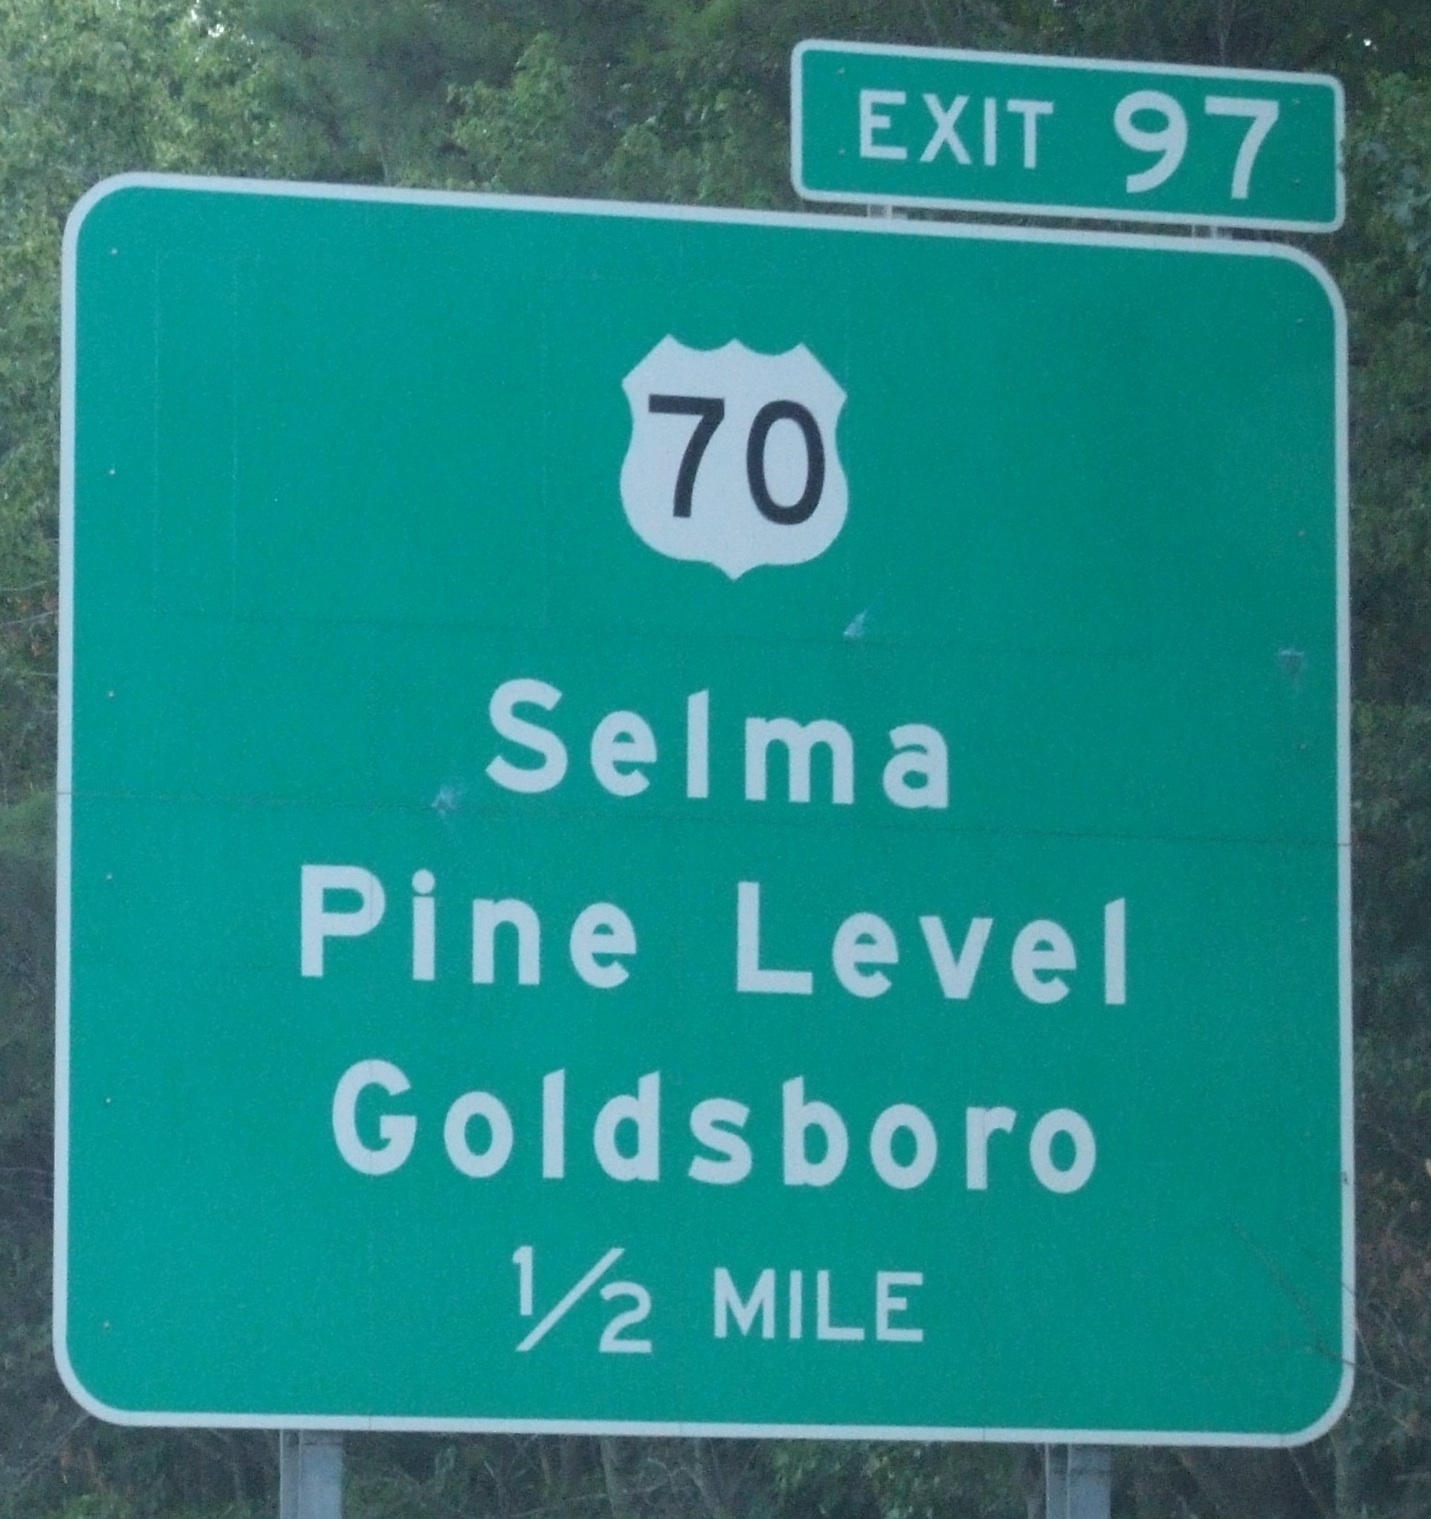 EXIT 97
70
Selma
Pine Level
Goldsboro
1/2 MILE